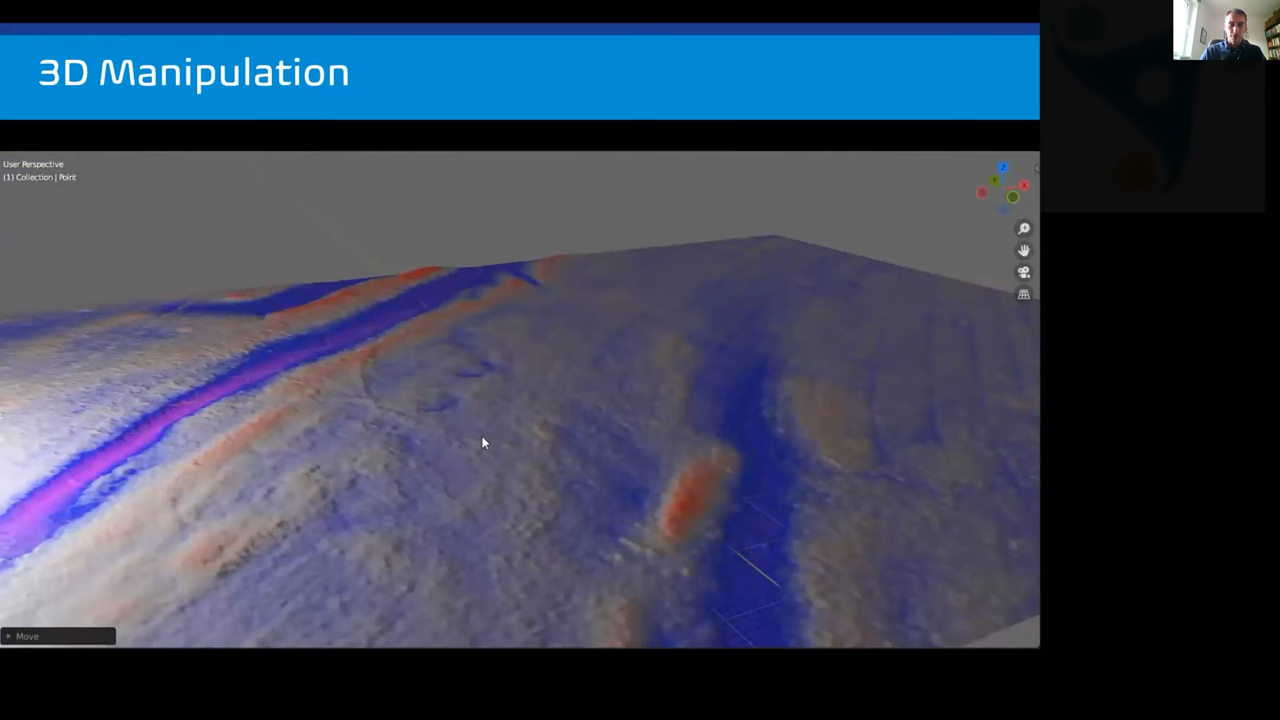 3D Manipulation
User Perspective
(1) Collection | Point
Z
Y
X
Move